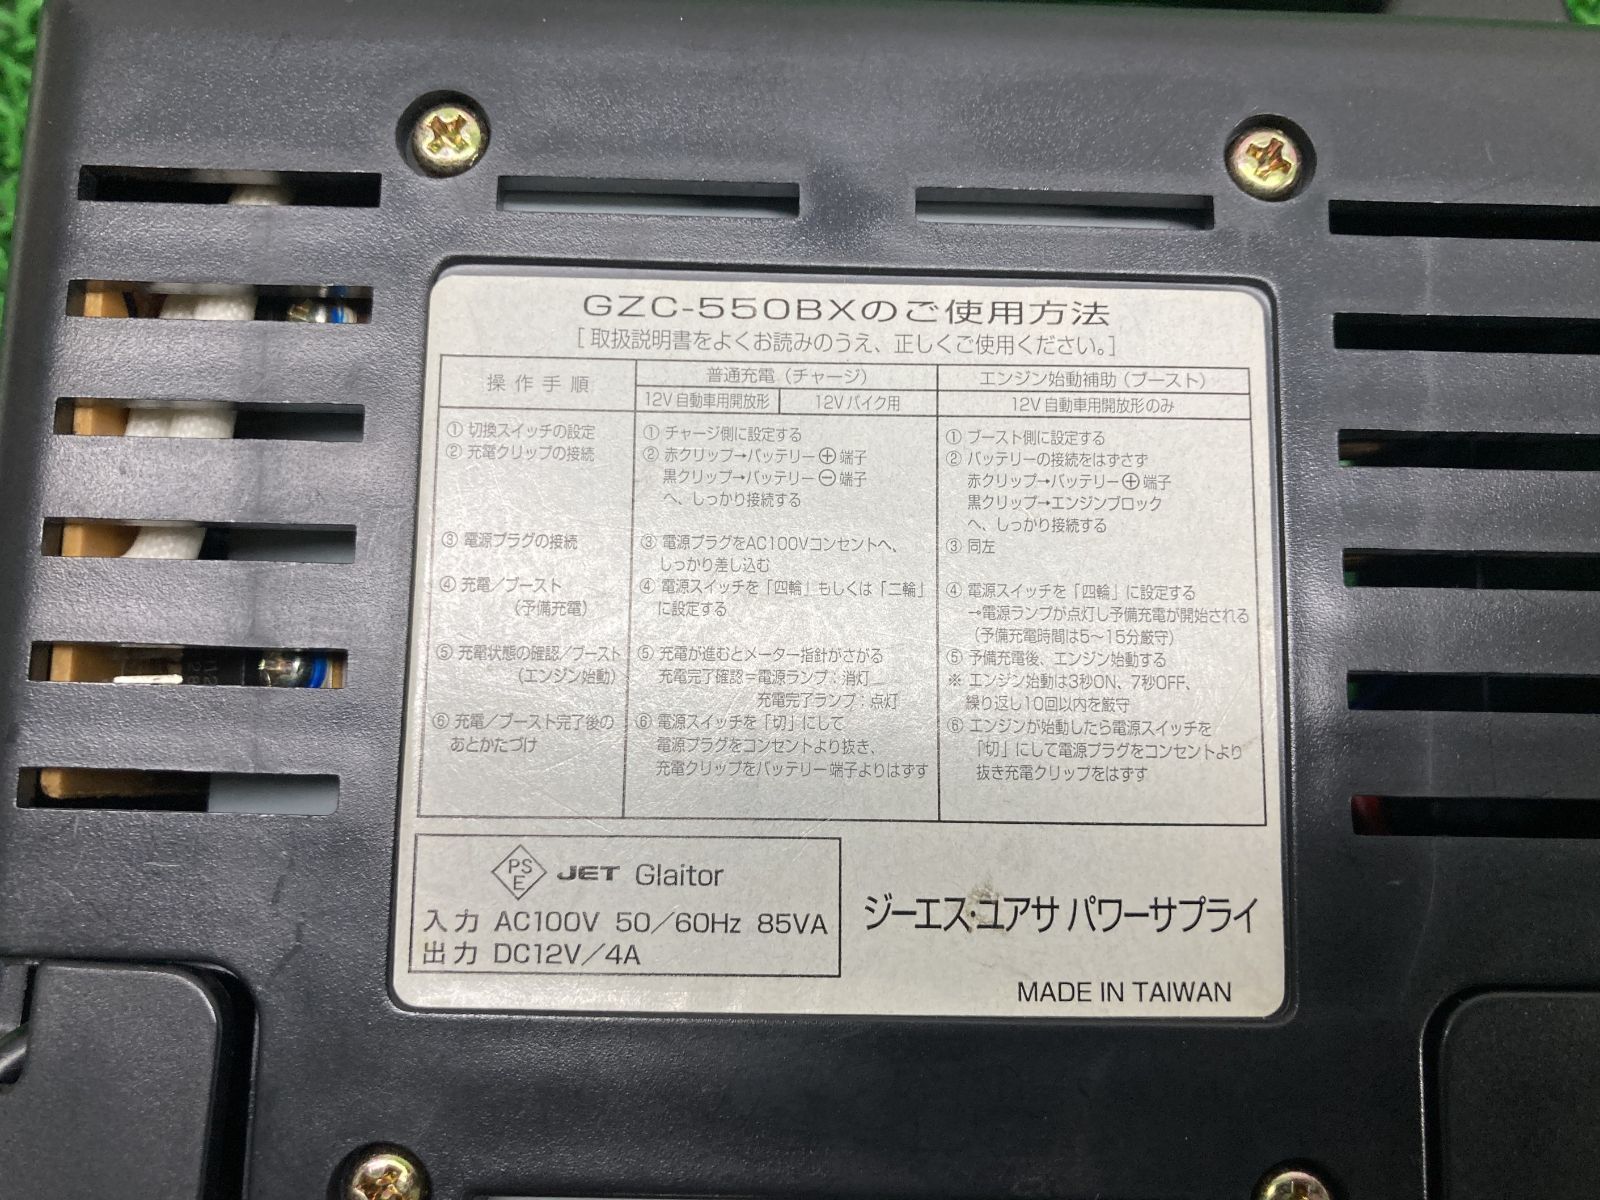 GZC-550BXのご使用方法
[取扱説明書をよくお読みのうえ、正しくご使用ください。]
操作手順
普通充電(チャージ)
エンジン始動補助(ブースト)
12V自動車用開放形
12Vバイク用
12V自動車用開放形のみ
① 切換スイッチの設定
② 充電クリップの接続
③ 電源プラグの接続
④ 充電/ブースト
(予備充電)
⑤ 充電状態の確認/ブースト
(エンジン始動)
⑥ 充電/ブースト完了後の
あとかたづけ
① チャージ側に設定する
② 赤クリップ→バッテリー⊕端子
黒クリップ→バッテリー⊖端子
へ、しっかり接続する
③ 電源プラグをAC100Vコンセントへ、
しっかり差し込む
④ 電源スイッチを「四輪」もしくは「二輪」
に設定する
⑤ 充電が進むとメーター指針がさがる
充電完了確認=電源ランプ:消灯
充電完了ランプ:点灯
⑥ 電源スイッチを「切」にして
電源プラグをコンセントより抜き、
充電クリップをバッテリー端子よりはずす
① ブースト側に設定する
② バッテリーの接続をはずさず
赤クリップ→バッテリー⊕端子
黒クリップ→エンジンブロック
へ、しっかり接続する
③ 同左
④ 電源スイッチを「四輪」に設定する
→電源ランプが点灯し予備充電が開始される
(予備充電時間は5~15分厳守)
⑤ 予備充電後、エンジン始動する
※ エンジン始動は3秒ON、7秒OFF、
繰り返し10回以内を厳守
⑥ エンジンが始動したら電源スイッチを
「切」にして電源プラグをコンセントより
抜き充電クリップをはずす
PSE JET Glaitor
入力 AC100V 50/60Hz 85VA
出力 DC12V/4A
ジーエス・ユアサ パワーサプライ
MADE IN TAIWAN